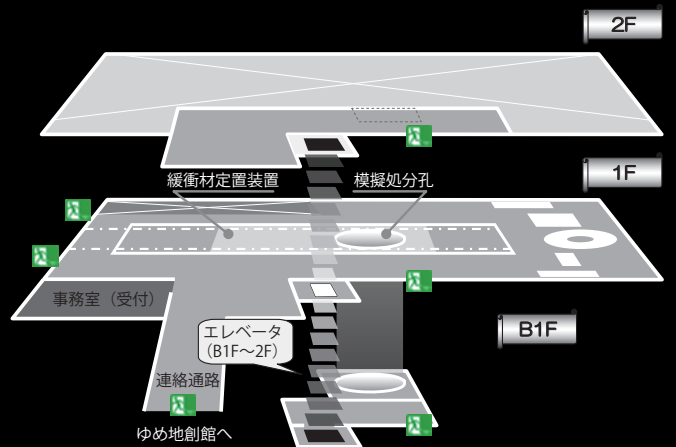 2F
緩衝材定置装置
模擬処分孔
1F
事務室（受付）
エレベータ
（B1F～2F）
B1F
連絡通路
ゆめ地創館へ